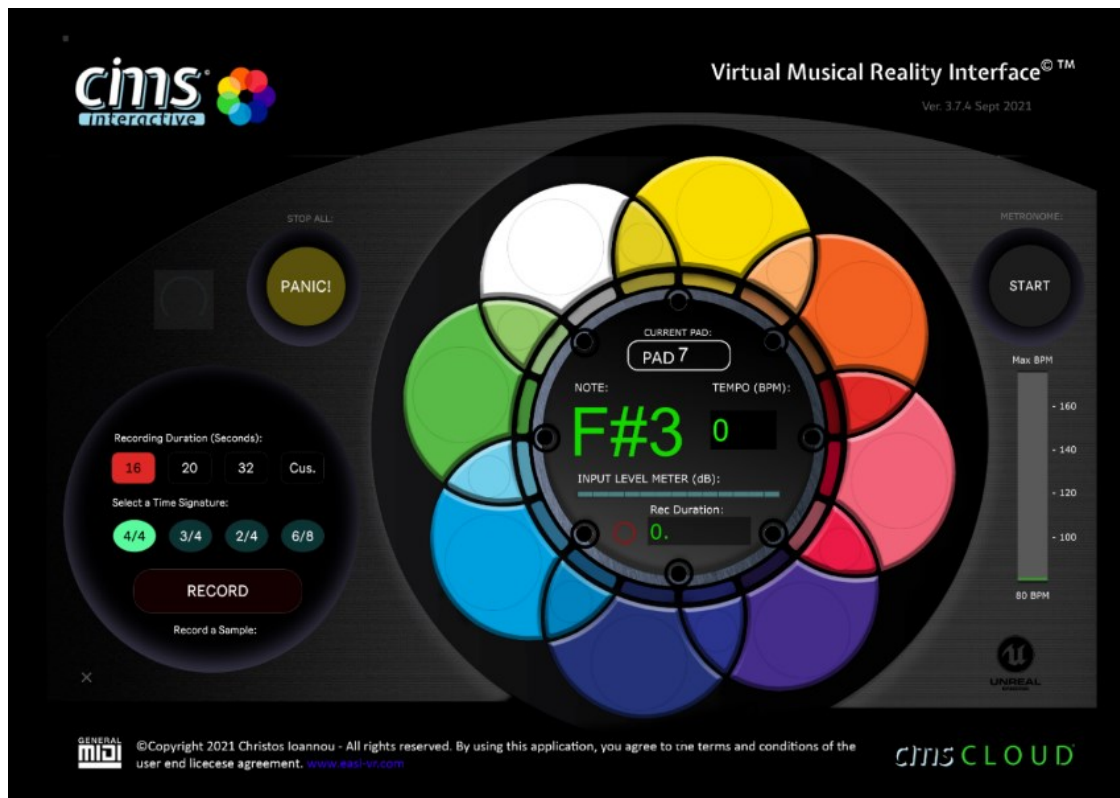 cims
interactive
Virtual Musical Reality Interface© ™
Ver. 3.7.4 Sept 2021
STOP ALL:
PANIC!
METRONOME:
START
Max BPM
- 160
- 140
- 120
- 100
80 BPM
CURRENT PAD:
PAD 7
NOTE:
TEMPO (BPM):
F#3
0
INPUT LEVEL METER (dB):
Rec Duration:
0.
Recording Duration (Seconds):
16 20 32 Cus.
Select a Time Signature:
4/4 3/4 2/4 6/8
RECORD
Record a Sample:
UNREAL
GENERAL
MIDI
©Copyright 2021 Christos Ioannou - All rights reserved. By using this application, you agree to the terms and conditions of the
user end licecese agreement. www.easi-vr.com
cims CLOUD